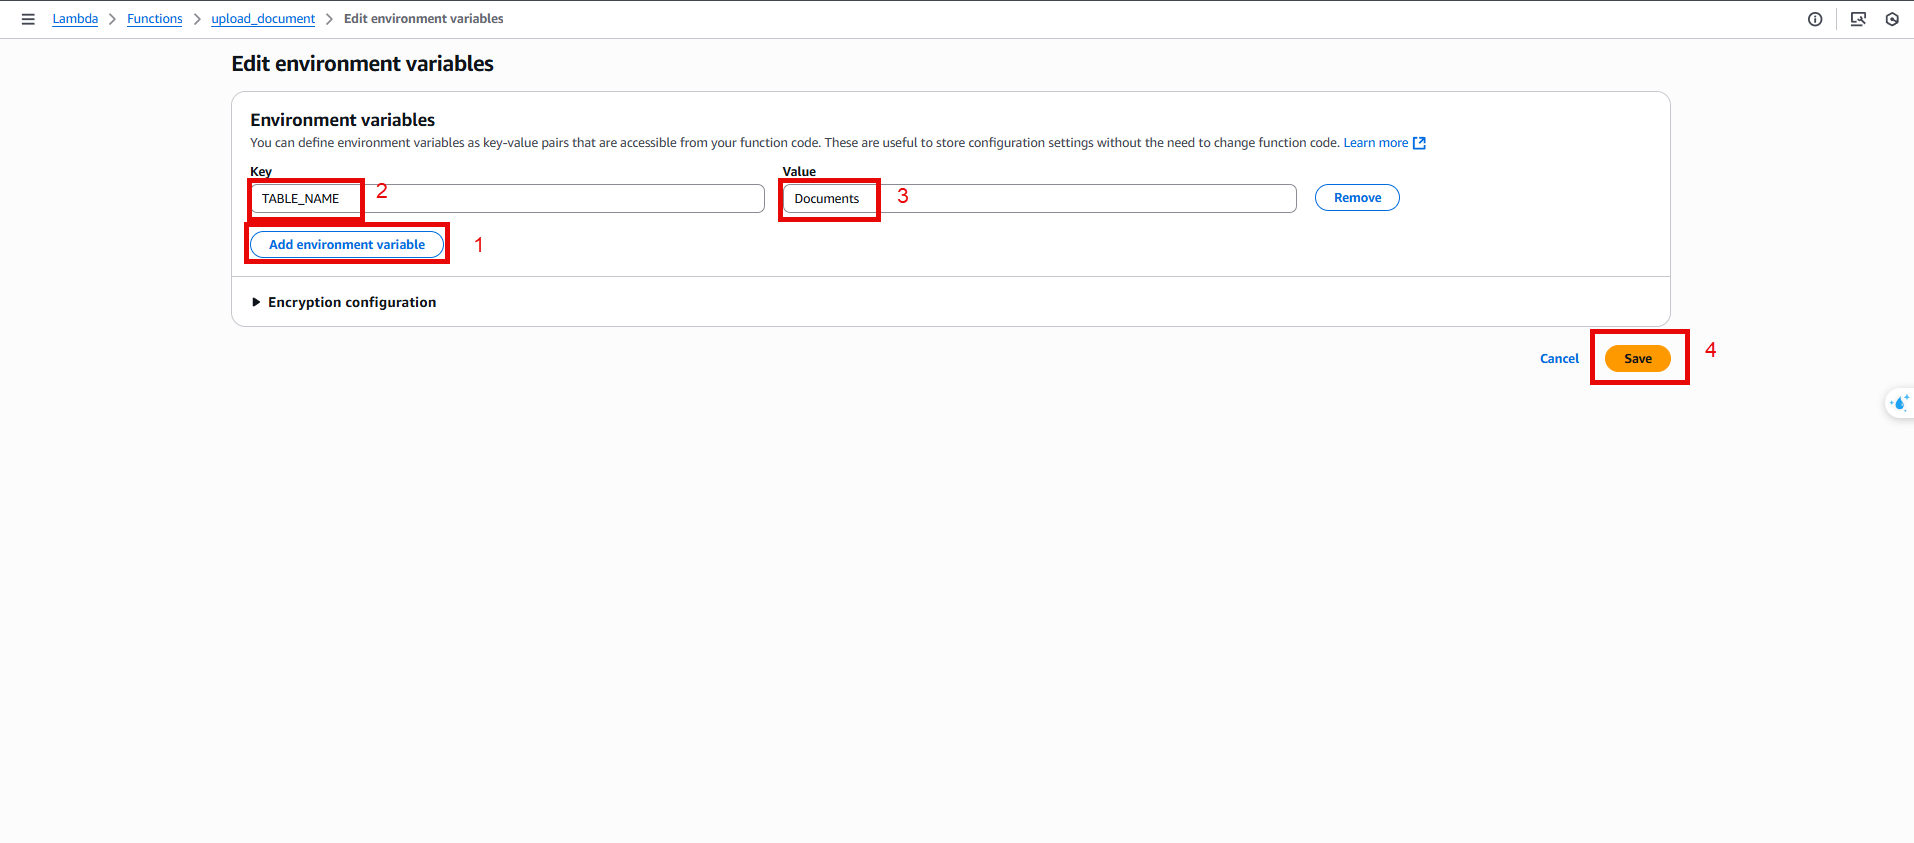 Lambda > Functions > upload_document > Edit environment variables
Edit environment variables
Environment variables
You can define environment variables as key-value pairs that are accessible from your function code. These are useful to store configuration settings without the need to change function code. Learn more
Key Value
TABLE_NAME 2 Documents 3 Remove
Add environment variable 1
Encryption configuration
Cancel Save 4